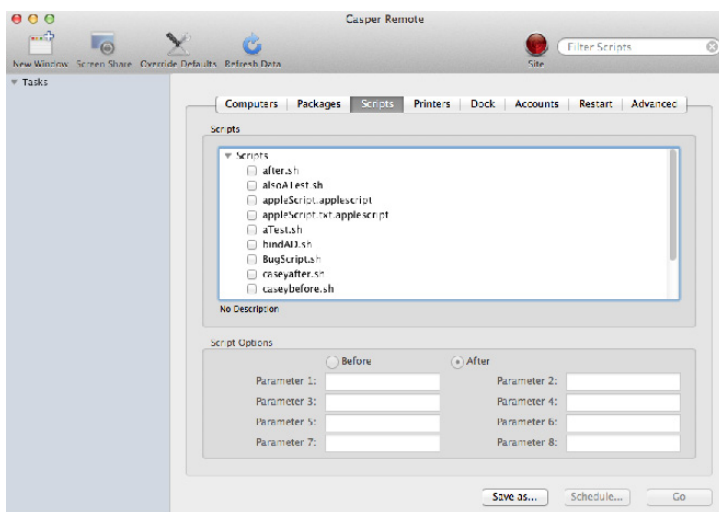 Casper Remote
New Window Screen Share Override Defaults Refresh Data Site Filter Scripts
Tasks
Computers Packages Scripts Printers Dock Accounts Restart Advanced
Scripts
Scripts
after.sh
alsoATest.sh
appleScript.applescript
appleScript.txt.applescript
aTest.sh
bindAD.sh
BugScript.sh
caseyafter.sh
caseybefore.sh
No Description
Script Options
Before After
Parameter 1: Parameter 2:
Parameter 3: Parameter 4:
Parameter 5: Parameter 6:
Parameter 7: Parameter 8:
Save as... Schedule... Go